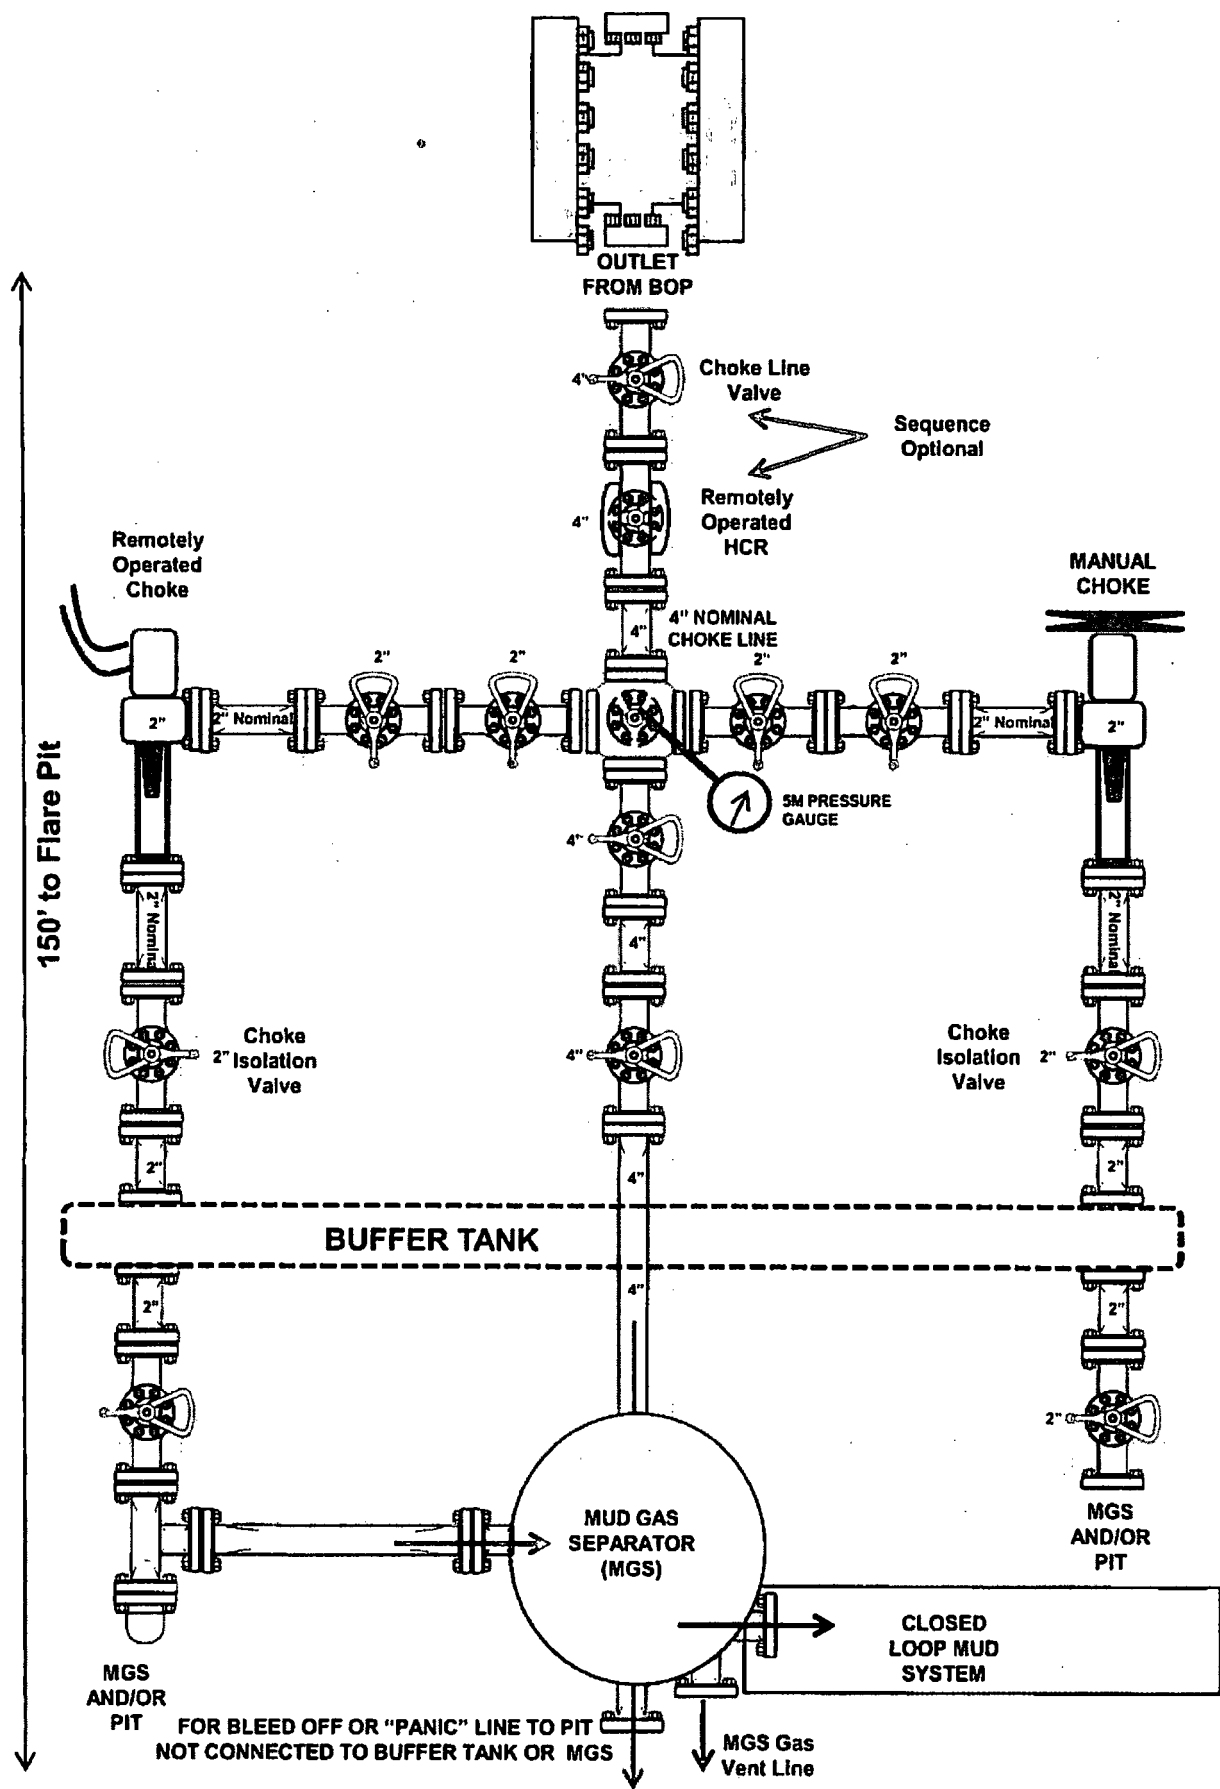 OUTLET
FROM BOP
4"
Choke Line
Valve
Sequence
Optional
4"
Remotely
Operated
HCR
Remotely
Operated
Choke
MANUAL
CHOKE
4"
4" NOMINAL
CHOKE LINE
2"
2"
2"
2"
2"
2" Nominal
2" Nominal
2"
5M PRESSURE
GAUGE
4"
150' to Flare Pit
2" Nominal
4"
2" Nominal
2"
Choke
Isolation
Valve
4"
Choke
Isolation
Valve
2"
2"
4"
2"
BUFFER TANK
2"
4"
2"
2"
MUD GAS
SEPARATOR
(MGS)
MGS
AND/OR
PIT
CLOSED
LOOP MUD
SYSTEM
MGS
AND/OR
PIT
FOR BLEED OFF OR "PANIC" LINE TO PIT
NOT CONNECTED TO BUFFER TANK OR MGS
MGS Gas
Vent Line